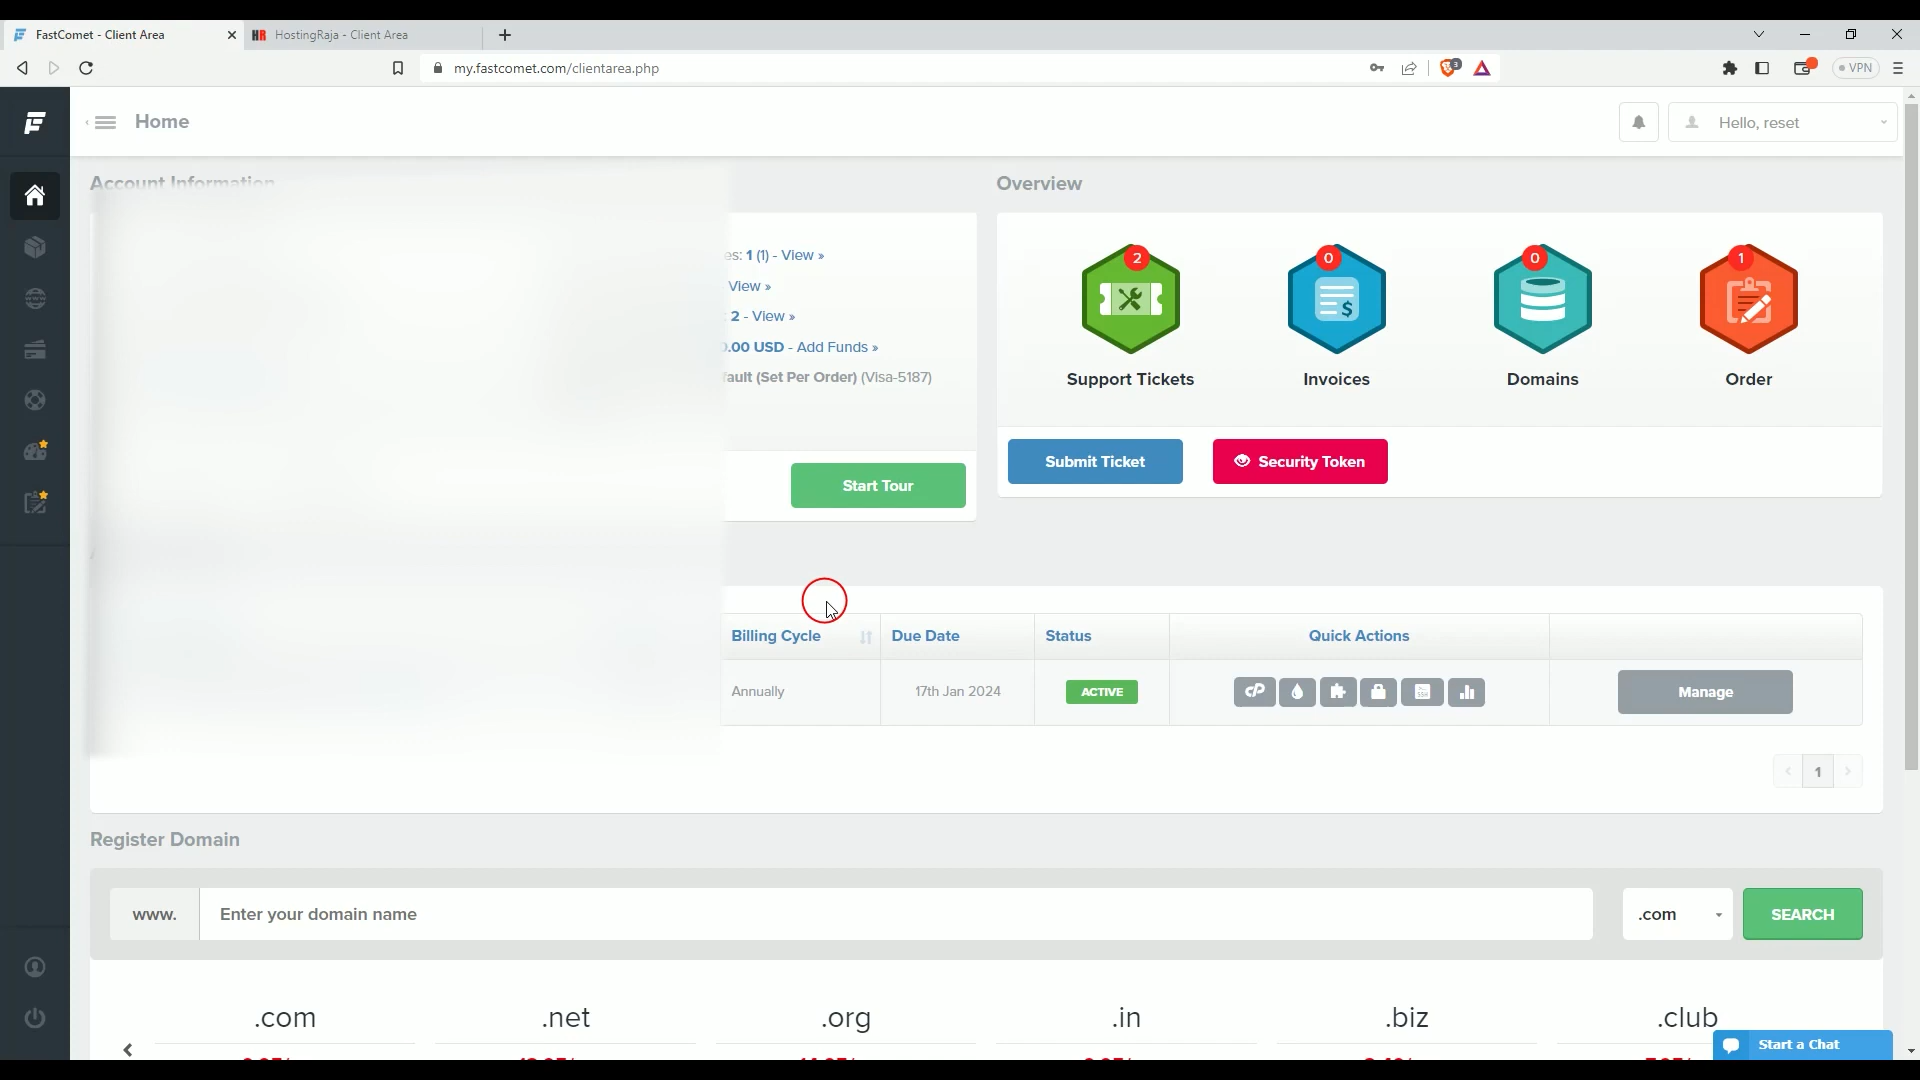 FastComet - Client Area
HR HostingRaja - Client Area
my.fastcomet.com/clientarea.php
3
VPN
Home
Hello, reset
Account Information
Overview
1 (1) - View »
View »
2 - View »
.00 USD - Add Funds »
(Set Per Order) (Visa-5187)
Start Tour
2
0
0
1
Support Tickets
Invoices
Domains
Order
Submit Ticket
Security Token
Billing Cycle
Due Date
Status
Quick Actions
Annually
17th Jan 2024
ACTIVE
cP
Manage
1
Register Domain
www.
Enter your domain name
.com
SEARCH
.com
.net
.org
.in
.biz
.club
Start a Chat